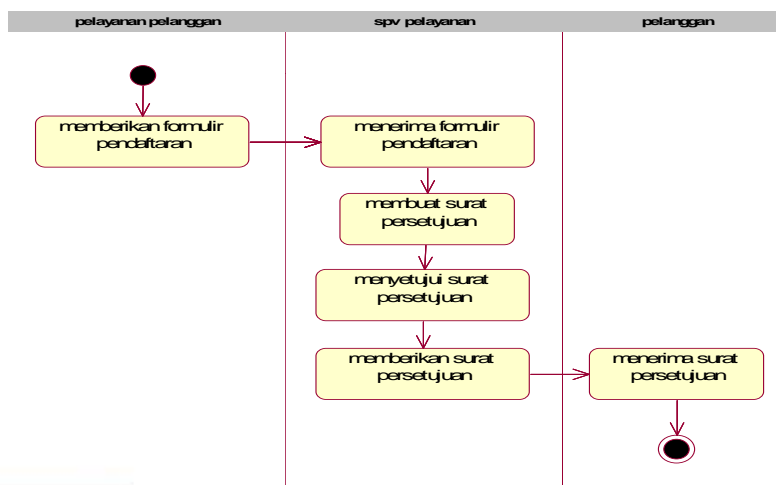 pelayanan pelanggan
spv pelayanan
pelanggan
memberikan formulir
pendaftaran
menerima formulir
pendaftaran
membuat surat
persetujuan
menyetujui surat
persetujuan
memberikan surat
persetujuan
menerima surat
persetujuan